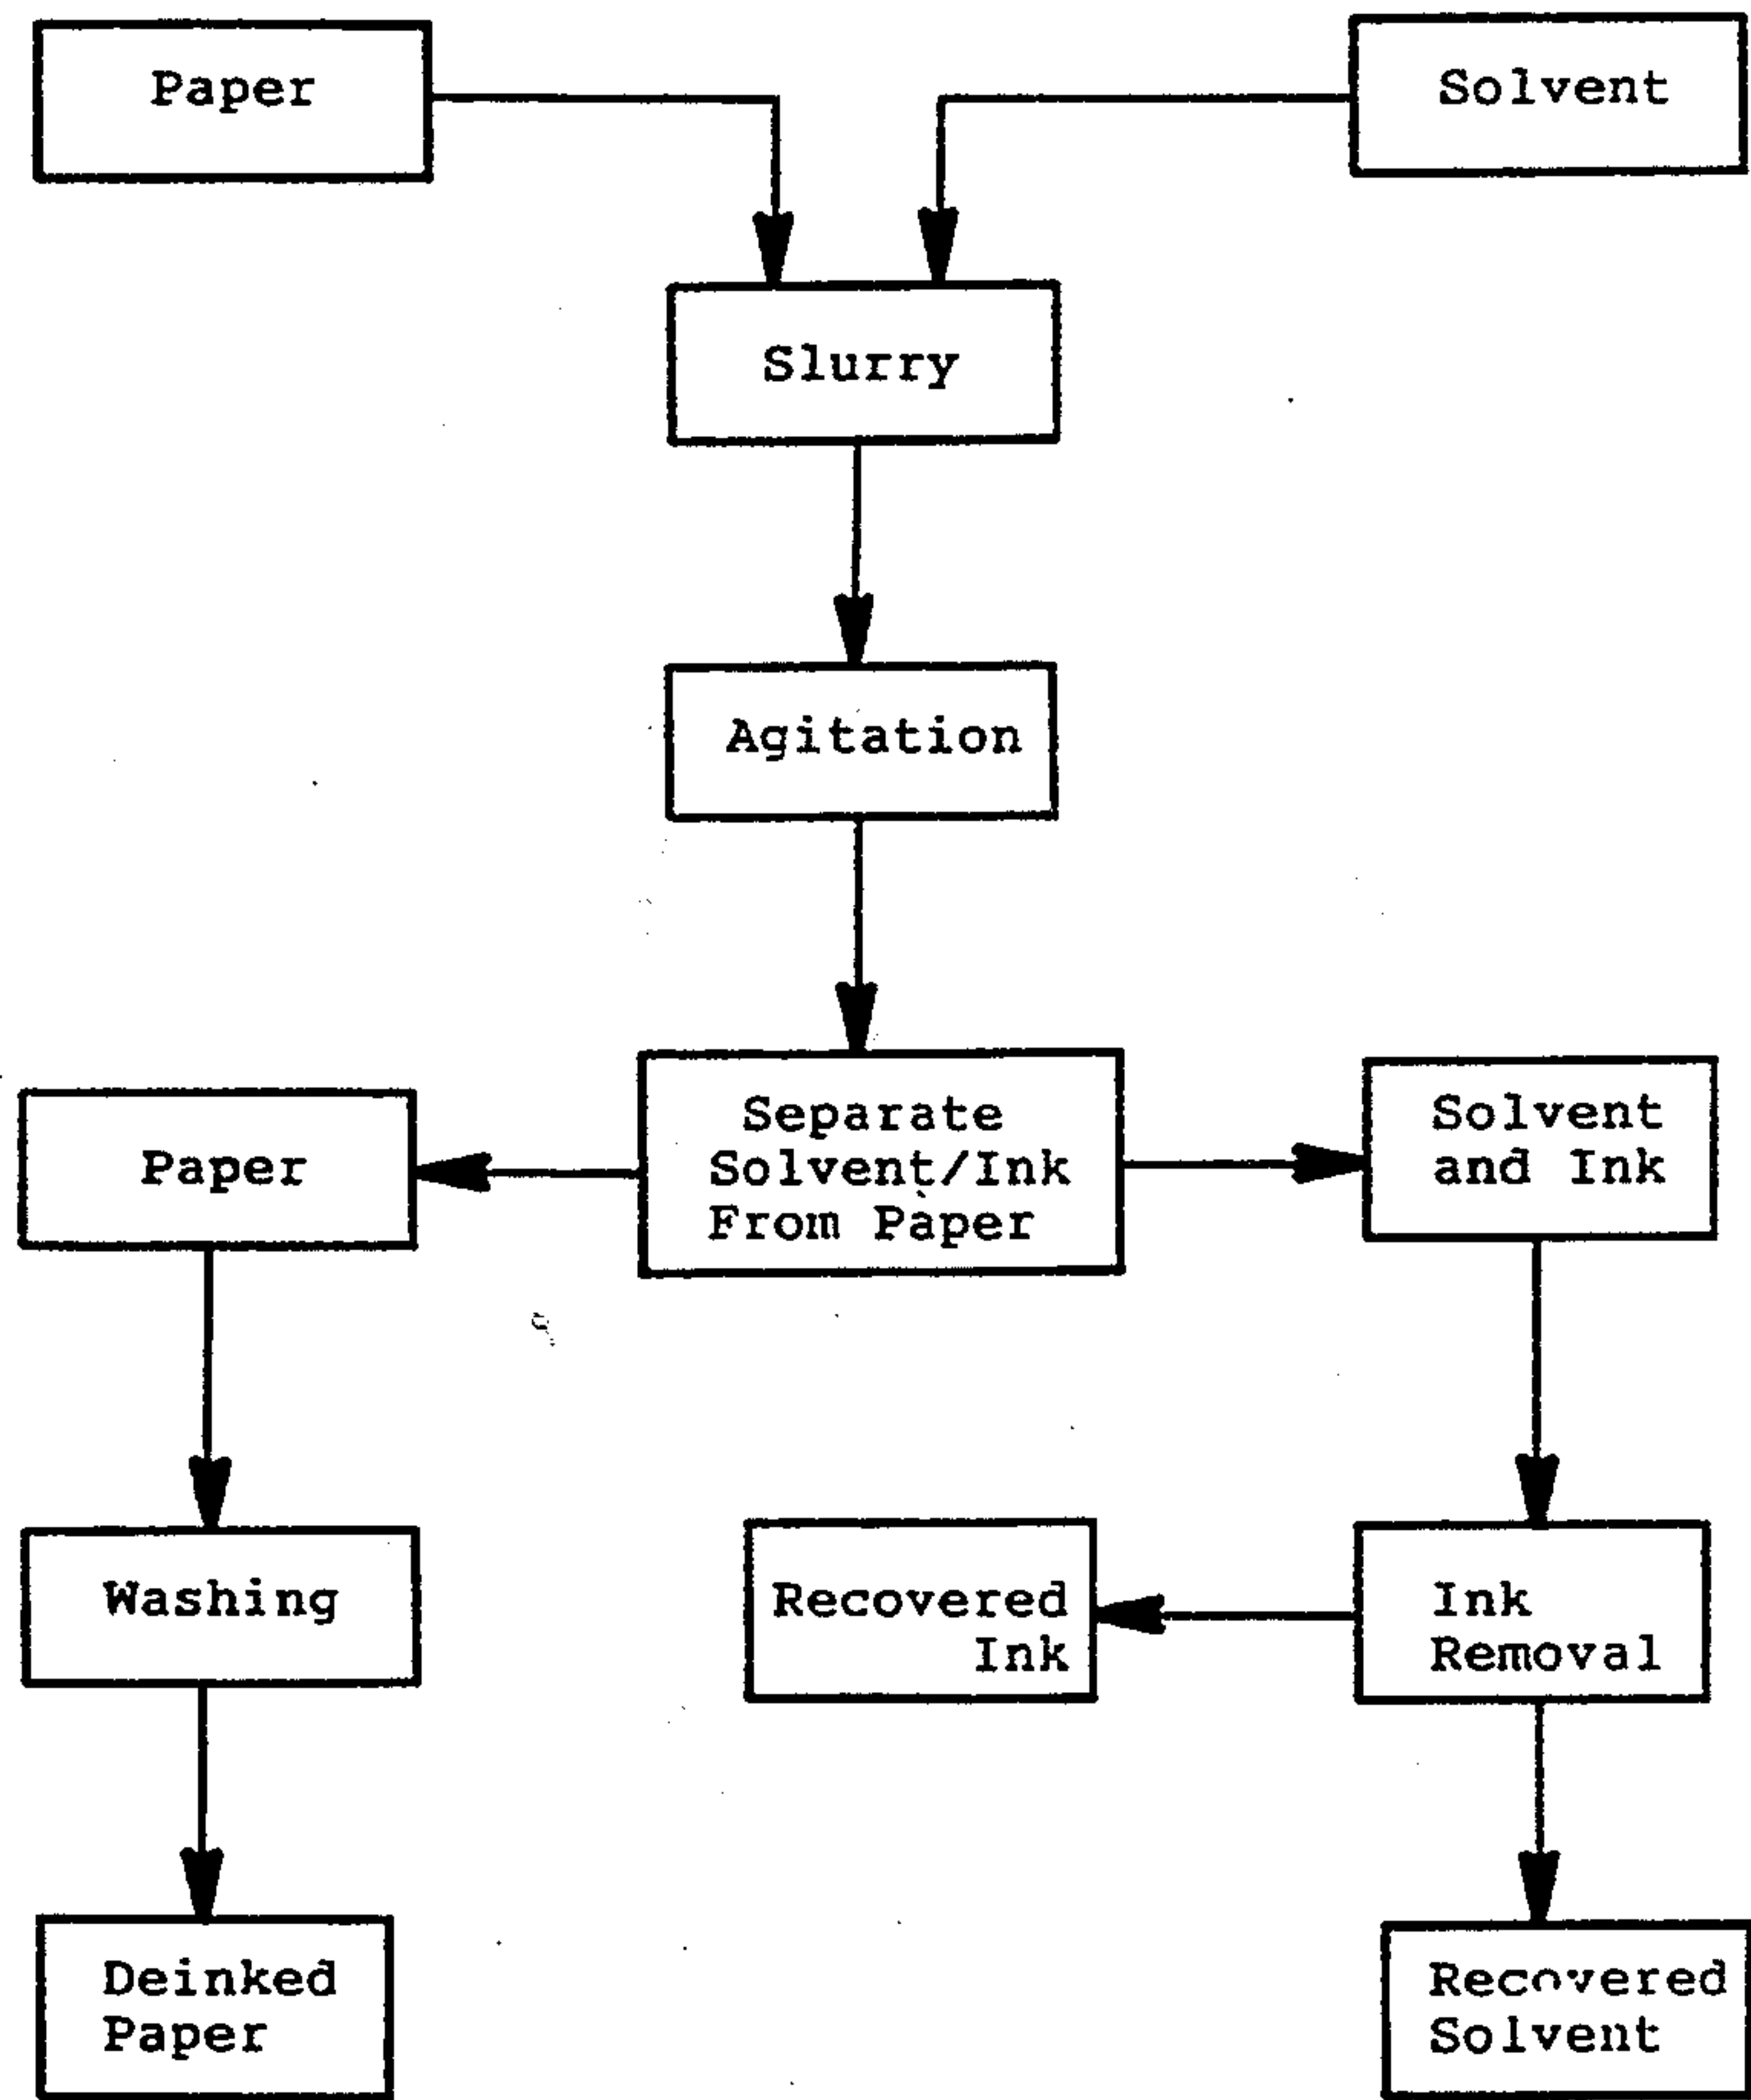 Paper
Solvent
Slurry
Agitation
Separate
Solvent/Ink
From Paper
Paper
Solvent
and Ink
Washing
Recovered
Ink
Ink
Removal
Deinked
Paper
Recovered
Solvent